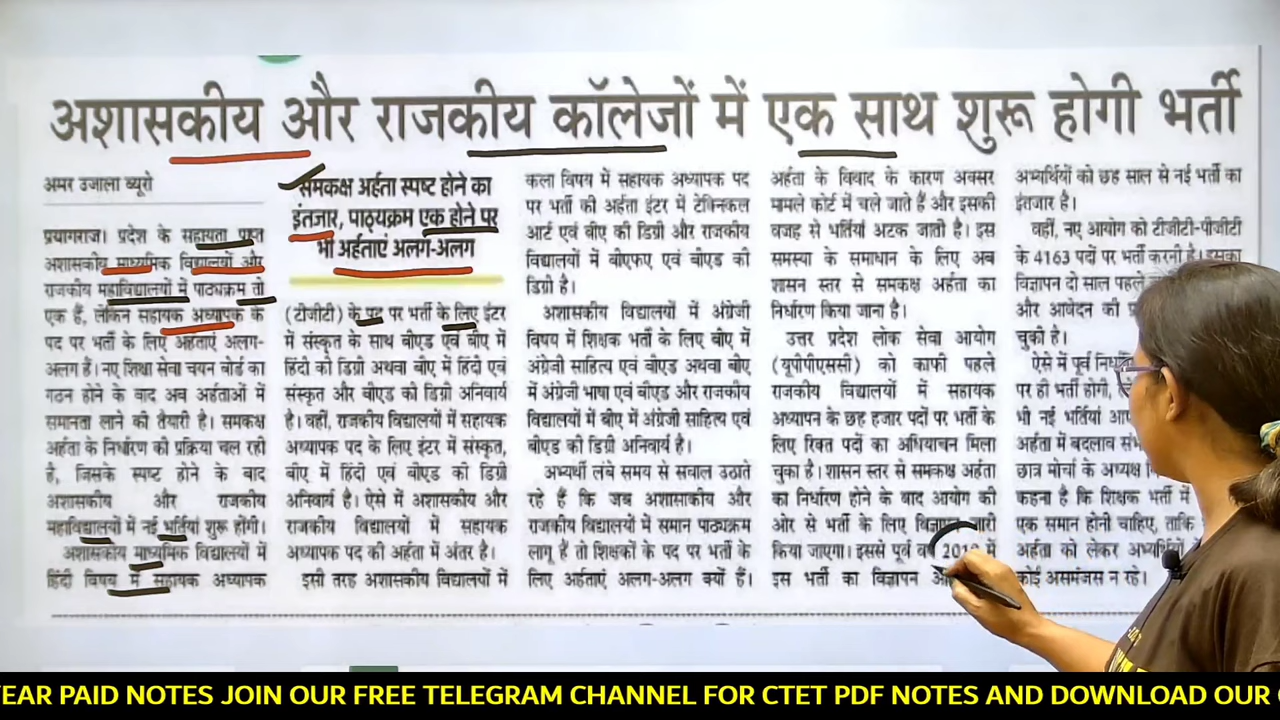 अशासकीय और राजकीय कॉलेजों में एक साथ शुरू होगी भर्ती
अमर उजाला ब्यूरो
प्रयागराज। प्रदेश के सहायता प्राप्त
अशासकीय माध्यमिक विद्यालयों और
राजकीय महाविद्यालयों में पाठ्यक्रम तो
एक हैं, लेकिन सहायक अध्यापक के
पद पर भर्ती के लिए अर्हताएं अलग-
अलग हैं। नए शिक्षा सेवा चयन बोर्ड का
गठन होने के बाद अब अर्हताओं में
समानता लाने की तैयारी है। समकक्ष
अर्हता के निर्धारण की प्रक्रिया चल रही
है, जिसके स्पष्ट होने के बाद
अशासकीय और राजकीय
महाविद्यालयों में नई भर्तियां शुरू होंगी।
अशासकीय माध्यमिक विद्यालयों में
हिंदी विषय में सहायक अध्यापक
समकक्ष अर्हता स्पष्ट होने का
इंतजार, पाठ्यक्रम एक होने पर
भी अर्हताएं अलग-अलग
(टीजीटी) के पद पर भर्ती के लिए इंटर
में संस्कृत के साथ बीएड एवं बीए में
हिंदी की डिग्री अथवा बीए में हिंदी एवं
संस्कृत और बीएड की डिग्री अनिवार्य
है। वहीं, राजकीय विद्यालयों में सहायक
अध्यापक पद के लिए इंटर में संस्कृत,
बीए में हिंदी एवं बीएड की डिग्री
अनिवार्य है। ऐसे में अशासकीय और
राजकीय विद्यालयों में सहायक
अध्यापक पद की अर्हता में अंतर है।
इसी तरह अशासकीय विद्यालयों में
कला विषय में सहायक अध्यापक पद
पर भर्ती की अर्हता इंटर में टेक्निकल
आर्ट एवं बीए की डिग्री और राजकीय
विद्यालयों में बीएफए एवं बीएड की
डिग्री है।
अशासकीय विद्यालयों में अंग्रेजी
विषय में शिक्षक भर्ती के लिए बीए में
अंग्रेजी साहित्य एवं बीएड अथवा बीए
में अंग्रेजी भाषा एवं बीएड और राजकीय
विद्यालयों में बीए में अंग्रेजी साहित्य एवं
बीएड की डिग्री अनिवार्य है।
अभ्यर्थी लंबे समय से सवाल उठाते
रहे हैं कि जब अशासाकीय और
राजकीय विद्यालयों में समान पाठ्यक्रम
लागू हैं तो शिक्षकों के पद पर भर्ती के
लिए अर्हताएं अलग-अलग क्यों हैं।
अर्हता के विवाद के कारण अक्सर
मामले कोर्ट में चले जाते हैं और इसकी
वजह से भर्तियां अटक जाती है। इस
समस्या के समाधान के लिए अब
शासन स्तर से समकक्ष अर्हता का
निर्धारण किया जाना है।
उत्तर प्रदेश लोक सेवा आयोग
(यूपीपीएससी) को काफी पहले
राजकीय विद्यालयों में सहायक
अध्यापन के छह हजार पदों पर भर्ती के
लिए रिक्त पदों का अधियाचन मिला
चुका है। शासन स्तर से समकक्ष अर्हता
का निर्धारण होने के बाद आयोग की
ओर से भर्ती के लिए विज्ञापन जारी
किया जाएगा। इससे पूर्व में
इस भर्ती का विज्ञापन
अभ्यर्थियों को छह साल से नई भर्ती का
इंतजार है।
वहीं, नए आयोग को टीजीटी-पीजीटी
के 4163 पदों पर भर्ती करनी है। इसका
विज्ञापन दो साल पहले
और आवेदन की
चुकी है।
ऐसे में पूर्व
पर ही भर्ती होगी,
भी नई भर्तियां
अर्हता में बदलाव
छात्र मोर्चा के अध्यक्ष
कहना है कि शिक्षक भर्ती में
एक समान होनी चाहिए, ताकि
अर्हता को लेकर अभ्यर्थियों
कोई असमंजस न रहे।
YEAR PAID NOTES JOIN OUR FREE TELEGRAM CHANNEL FOR CTET PDF NOTES AND DOWNLOAD OUR